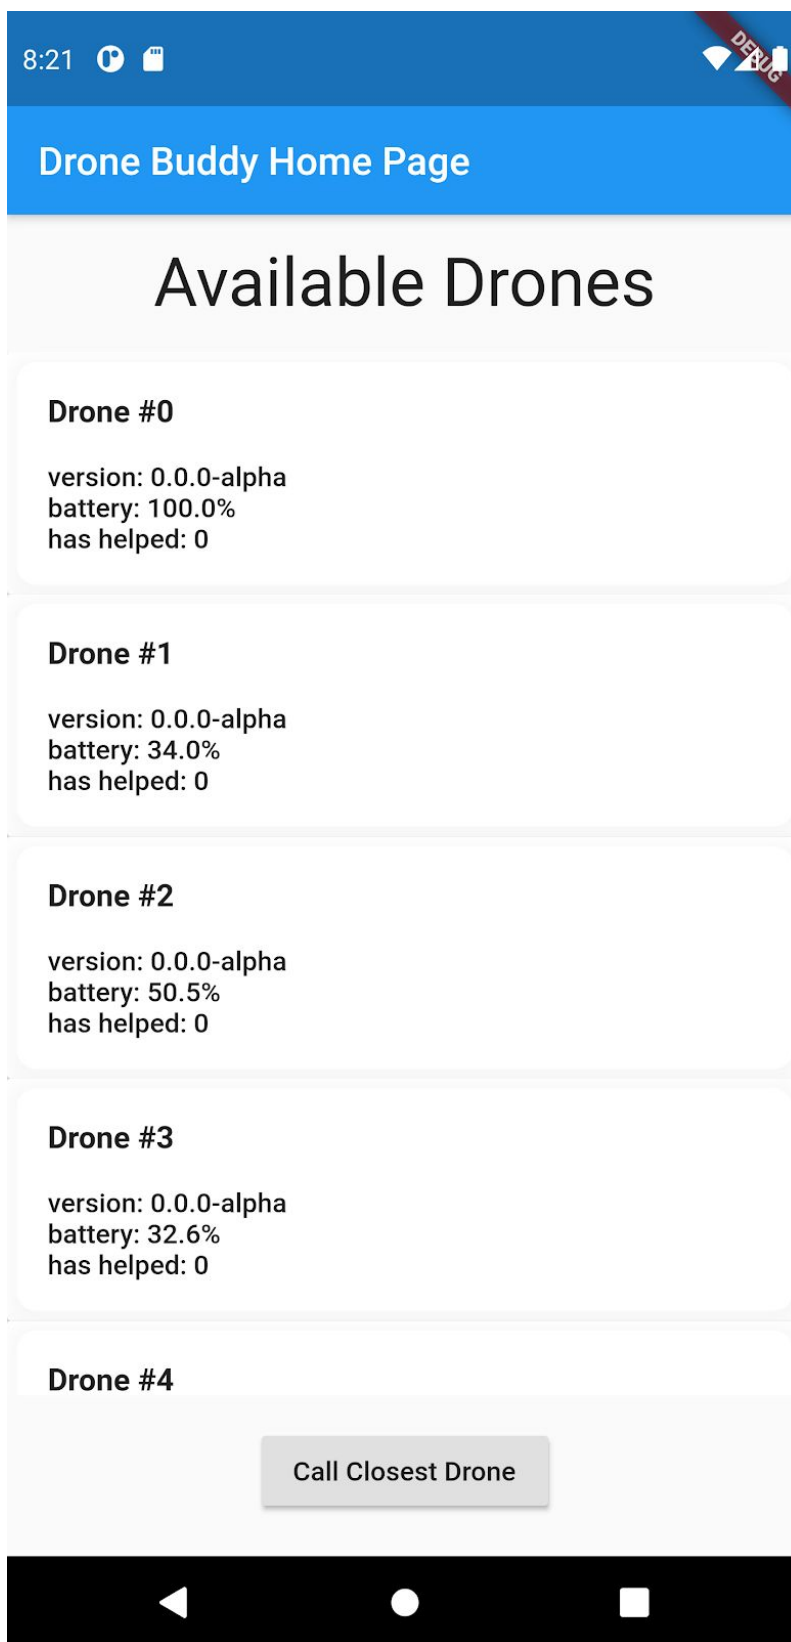 8:21
DEBUG
Drone Buddy Home Page
Available Drones
Drone #0
version: 0.0.0-alpha
battery: 100.0%
has helped: 0
Drone #1
version: 0.0.0-alpha
battery: 34.0%
has helped: 0
Drone #2
version: 0.0.0-alpha
battery: 50.5%
has helped: 0
Drone #3
version: 0.0.0-alpha
battery: 32.6%
has helped: 0
Drone #4
Call Closest Drone